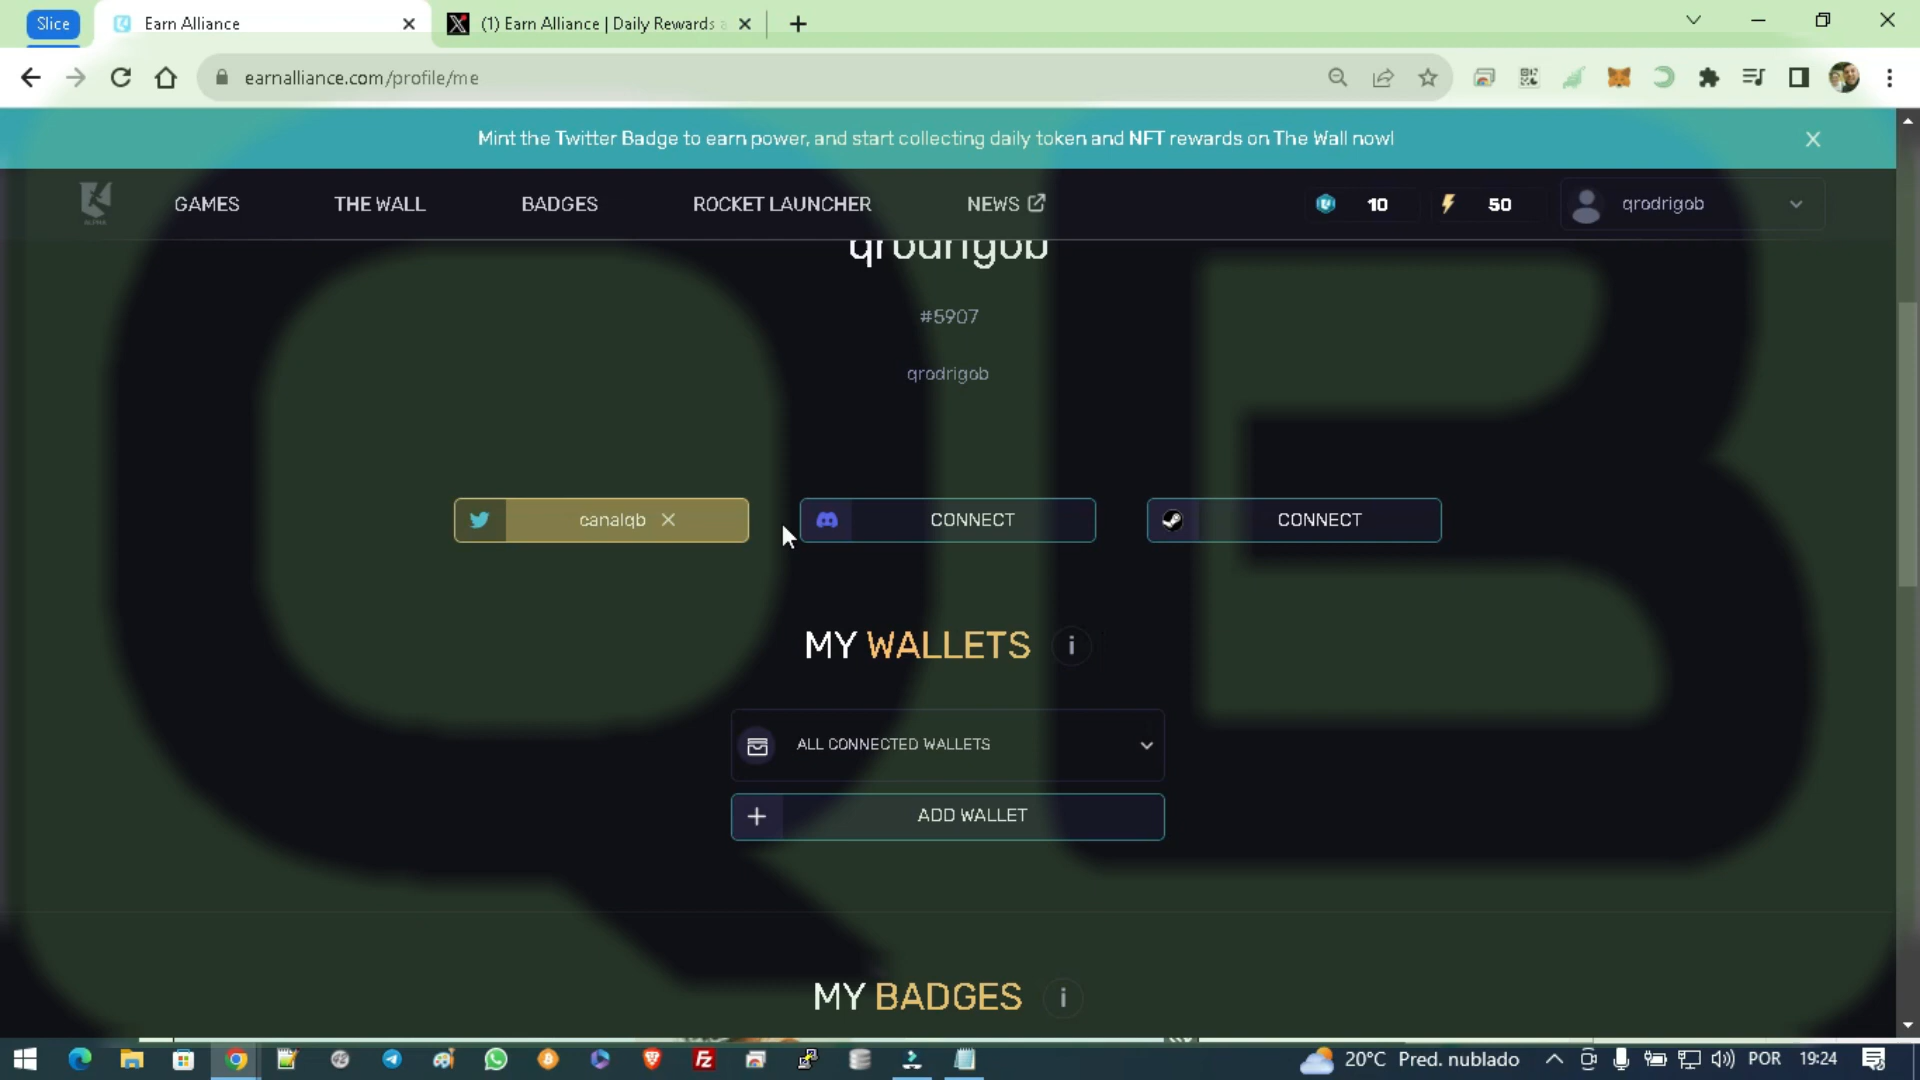 Slice
Earn Alliance
(1) Earn Alliance | Daily Rewards a
earnalliance.com/profile/me
Mint the Twitter Badge to earn power, and start collecting daily token and NFT rewards on The Wall now!
ALPHA
GAMES
THE WALL
BADGES
ROCKET LAUNCHER
NEWS
10
50
qrodrigob
qrodrigob
#5907
qrodrigob
canalqb
CONNECT
CONNECT
MY WALLETS
i
ALL CONNECTED WALLETS
+ ADD WALLET
MY BADGES
i
20°C Pred. nublado
POR
19:24